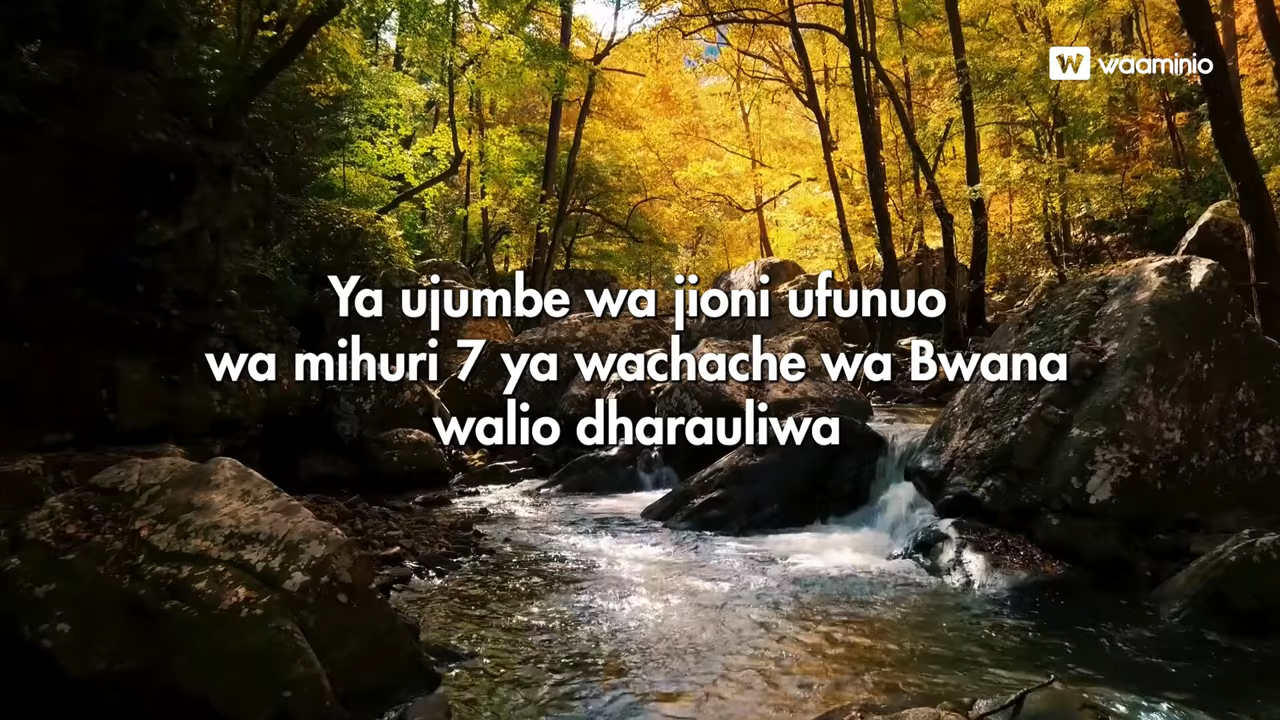 W waaminio
Ya ujumbe wa jioni ufunuo
wa mihuri 7 ya wachache wa Bwana
walio dharauliwa